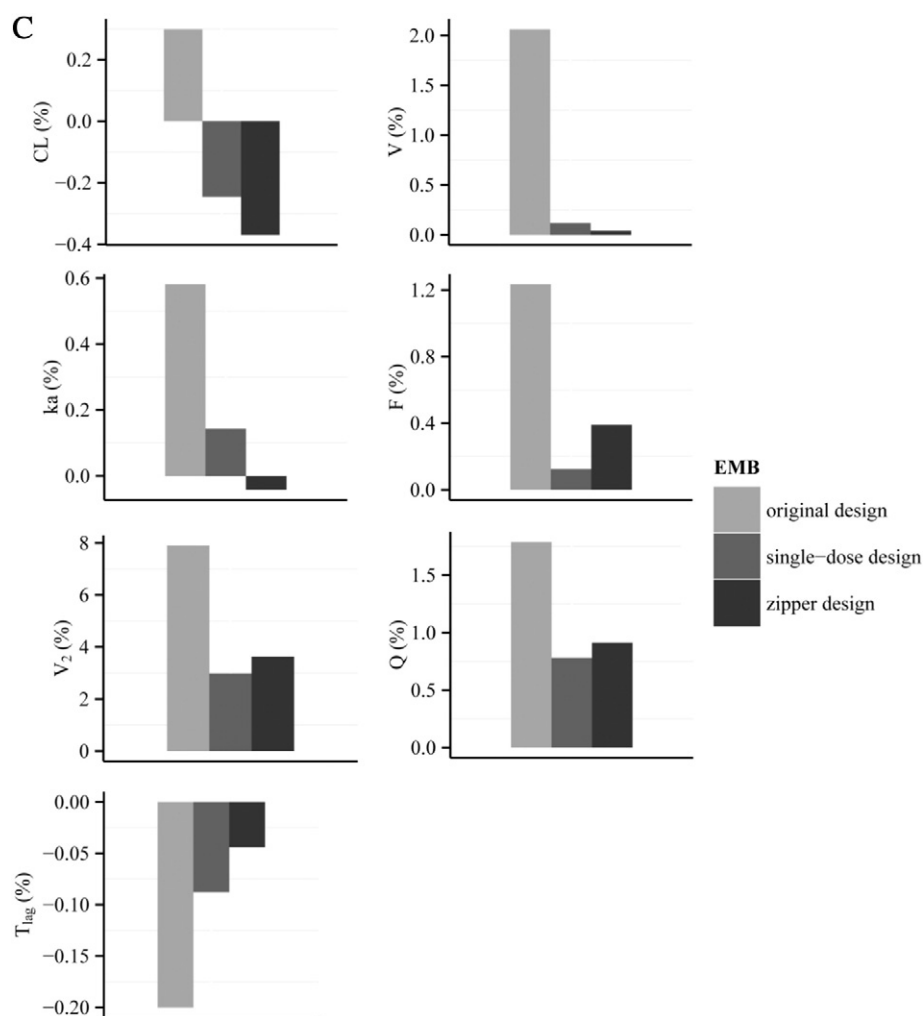 C
CL (%)
0.2
0.0
−0.2
−0.4
V (%)
2.0
1.5
1.0
0.5
0.0
ka (%)
0.6
0.4
0.2
0.0
F (%)
1.2
0.8
0.4
0.0
EMB
original design
single−dose design
zipper design
V2 (%)
8
6
4
2
0
Q (%)
1.5
1.0
0.5
0.0
Tlag (%)
0.00
−0.05
−0.10
−0.15
−0.20